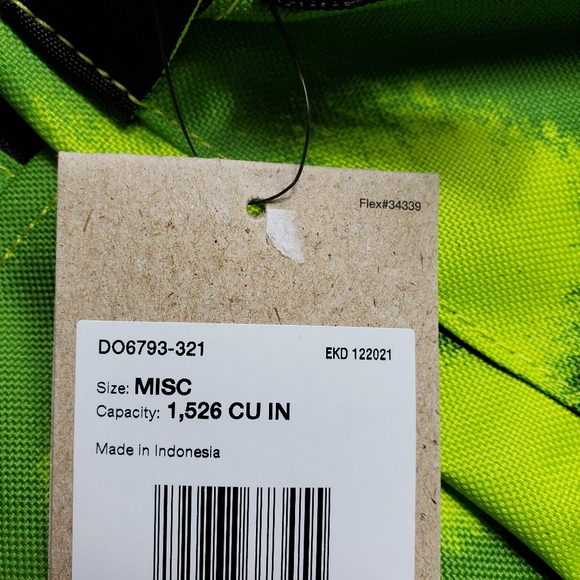 Flex#34339
DO6793-321 EKD 122021
Size: MISC
Capacity: 1,526 CU IN
Made in Indonesia